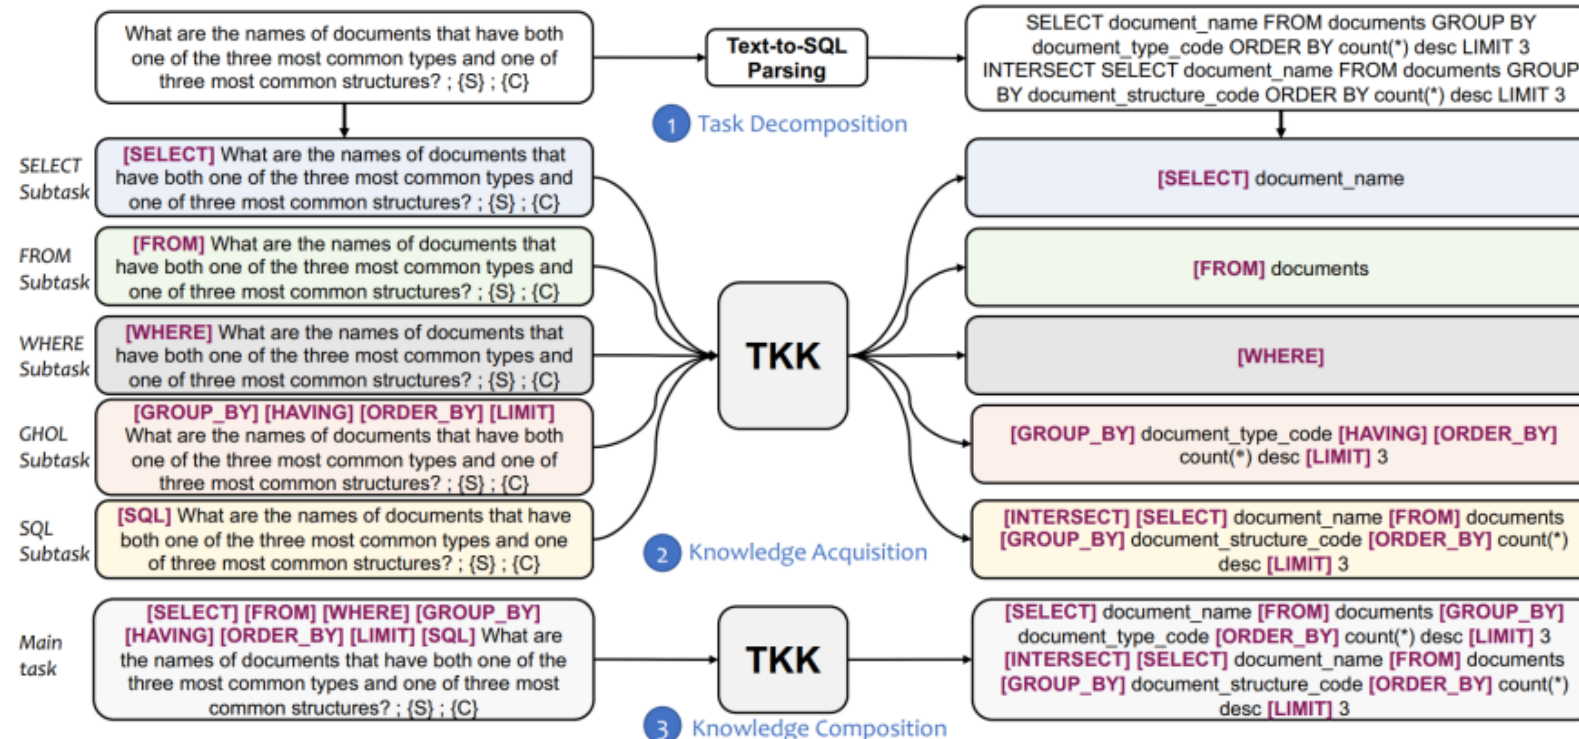 What are the names of documents that have both
one of the three most common types and one of
three most common structures? ; {S} ; {C}
Text-to-SQL
Parsing
SELECT document_name FROM documents GROUP BY
document_type_code ORDER BY count(*) desc LIMIT 3
INTERSECT SELECT document_name FROM documents GROUP
BY document_structure_code ORDER BY count(*) desc LIMIT 3
1 Task Decomposition
SELECT
Subtask
[SELECT] What are the names of documents that
have both one of the three most common types and
one of three most common structures? ; {S} ; {C}
[SELECT] document_name
FROM
Subtask
[FROM] What are the names of documents that
have both one of the three most common types and
one of three most common structures? ; {S} ; {C}
[FROM] documents
WHERE
Subtask
[WHERE] What are the names of documents that
have both one of the three most common types and
one of three most common structures? ; {S} ; {C}
TKK
[WHERE]
GHOL
Subtask
[GROUP_BY] [HAVING] [ORDER_BY] [LIMIT]
What are the names of documents that have both
one of the three most common types and one of
three most common structures? ; {S} ; {C}
[GROUP_BY] document_type_code [HAVING] [ORDER_BY]
count(*) desc [LIMIT] 3
SQL
Subtask
[SQL] What are the names of documents that have
both one of the three most common types and one
of three most common structures? ; {S} ; {C}
2 Knowledge Acquisition
[INTERSECT] [SELECT] document_name [FROM] documents
[GROUP_BY] document_structure_code [ORDER_BY] count(*)
desc [LIMIT] 3
Main
task
[SELECT] [FROM] [WHERE] [GROUP_BY]
[HAVING] [ORDER_BY] [LIMIT] [SQL] What are
the names of documents that have both one of the
three most common types and one of three most
common structures? ; {S} ; {C}
TKK
[SELECT] document_name [FROM] documents [GROUP_BY]
document_type_code [ORDER_BY] count(*) desc [LIMIT] 3
[INTERSECT] [SELECT] document_name [FROM] documents
[GROUP_BY] document_structure_code [ORDER_BY] count(*)
desc [LIMIT] 3
3 Knowledge Composition